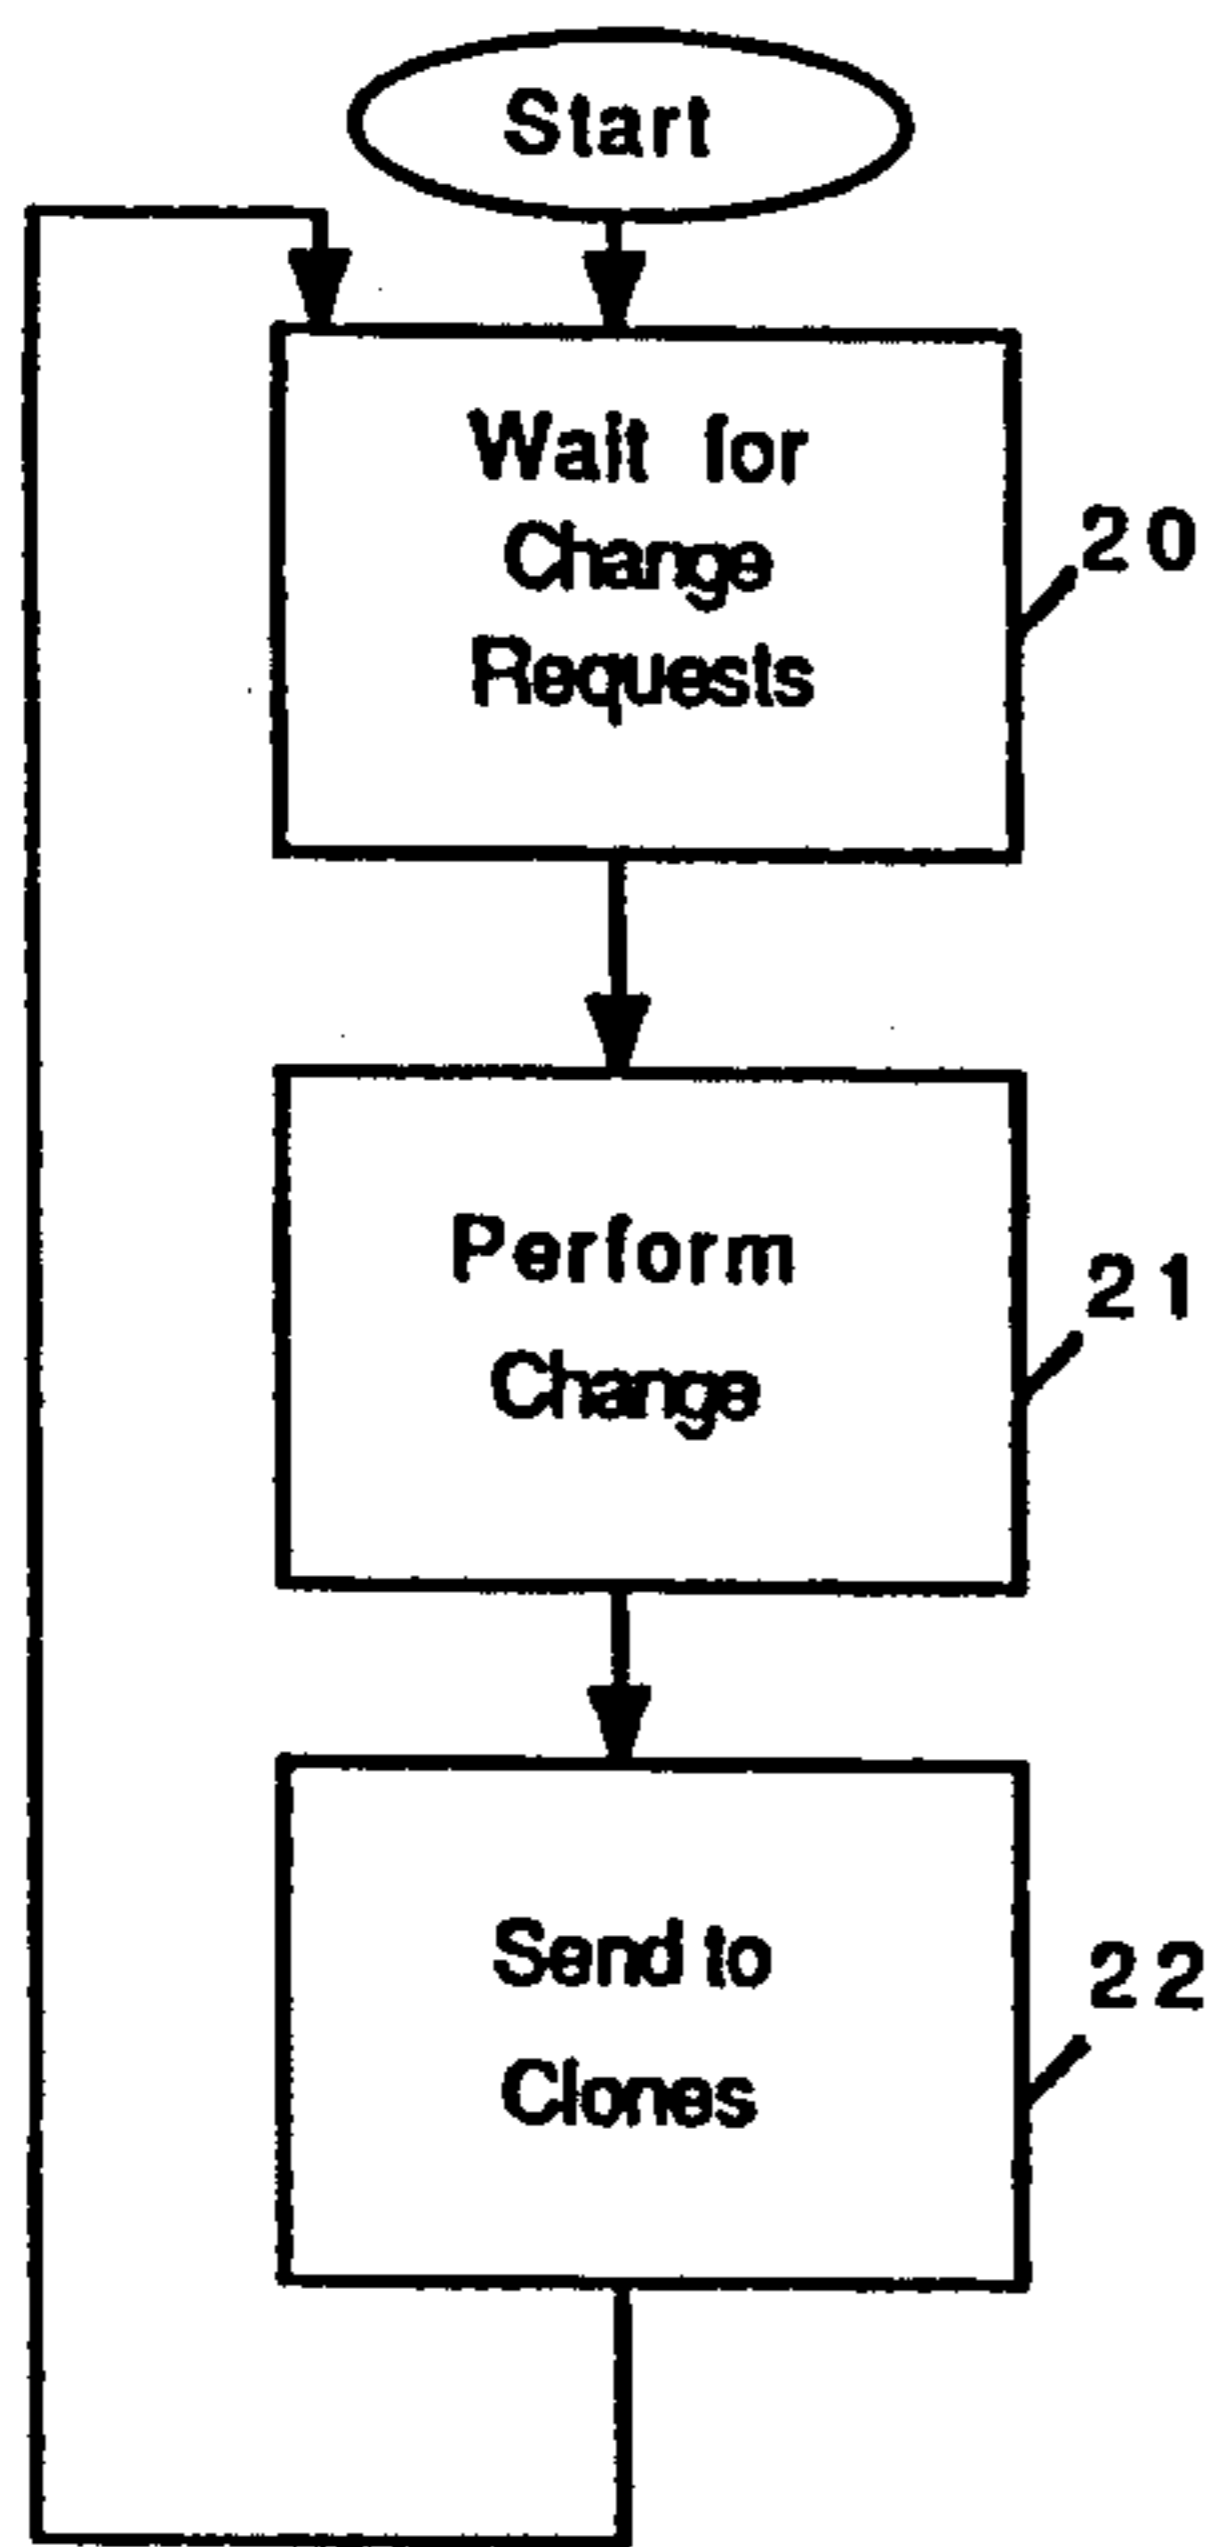 Start
Wait for
Change
Requests
20
Perform
Change
21
Send to
Clones
22